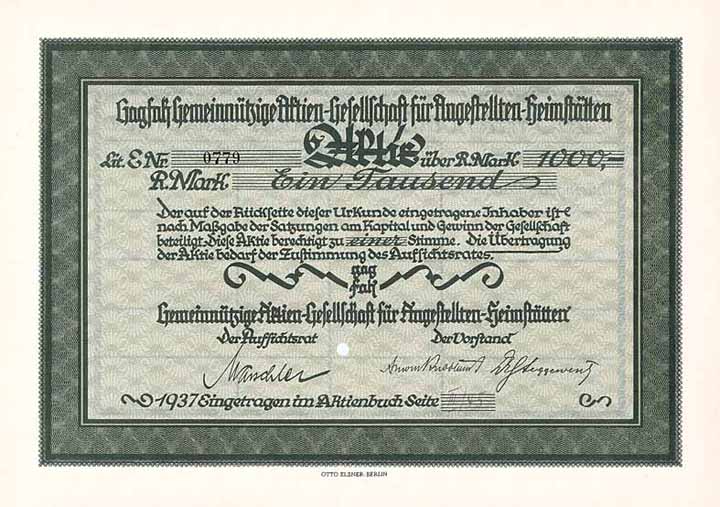 Gagfah Gemeinnützige Aktien-Gesellschaft für Angestellten-Heimstätten
Aktie
Lit. E Nr. 0779 über R.Mark 1000,-
R.Mark Ein Tausend
Der auf der Rückseite dieser Urkunde eingetragene Inhaber ist
nach Maßgabe der Satzungen am Kapital und Gewinn der Gesellschaft
beteiligt. Diese Aktie berechtigt zu einer Stimme. Die Übertragung
der Aktie bedarf der Zustimmung des Aufsichtsrates.
gag
fah
Gemeinnützige Aktien-Gesellschaft für Angestellten-Heimstätten
Der Aufsichtsrat Der Vorstand
1937 Eingetragen im Aktienbuch Seite
OTTO ELSNER BERLIN